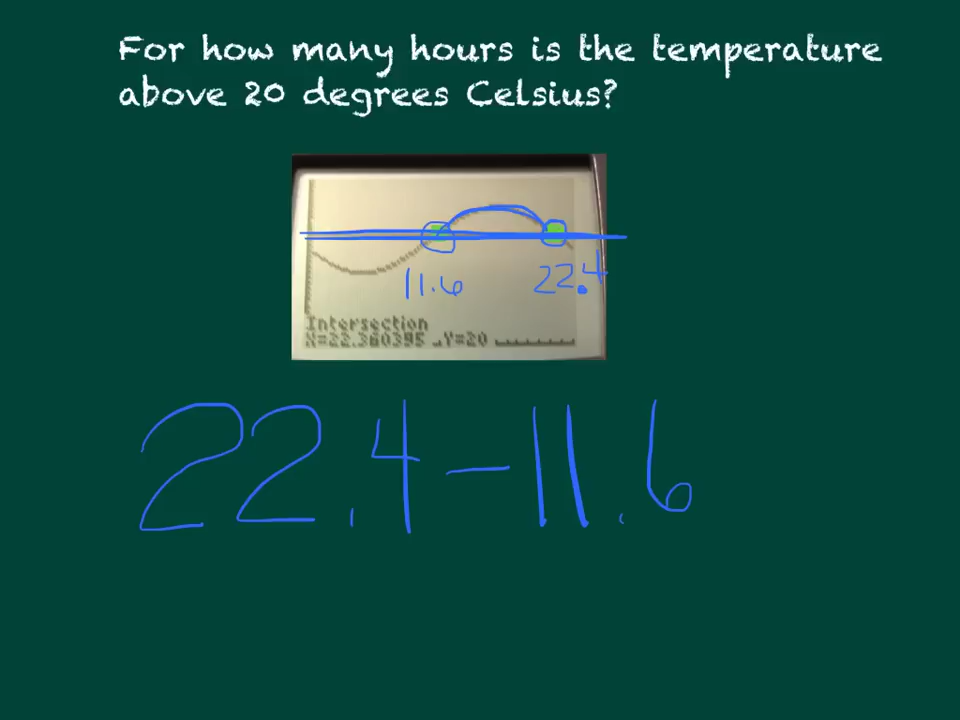 For how many hours is the temperature
above 20 degrees Celsius?
11.6
22.4
Intersection
X=22.360395 Y=20
22.4-11.6